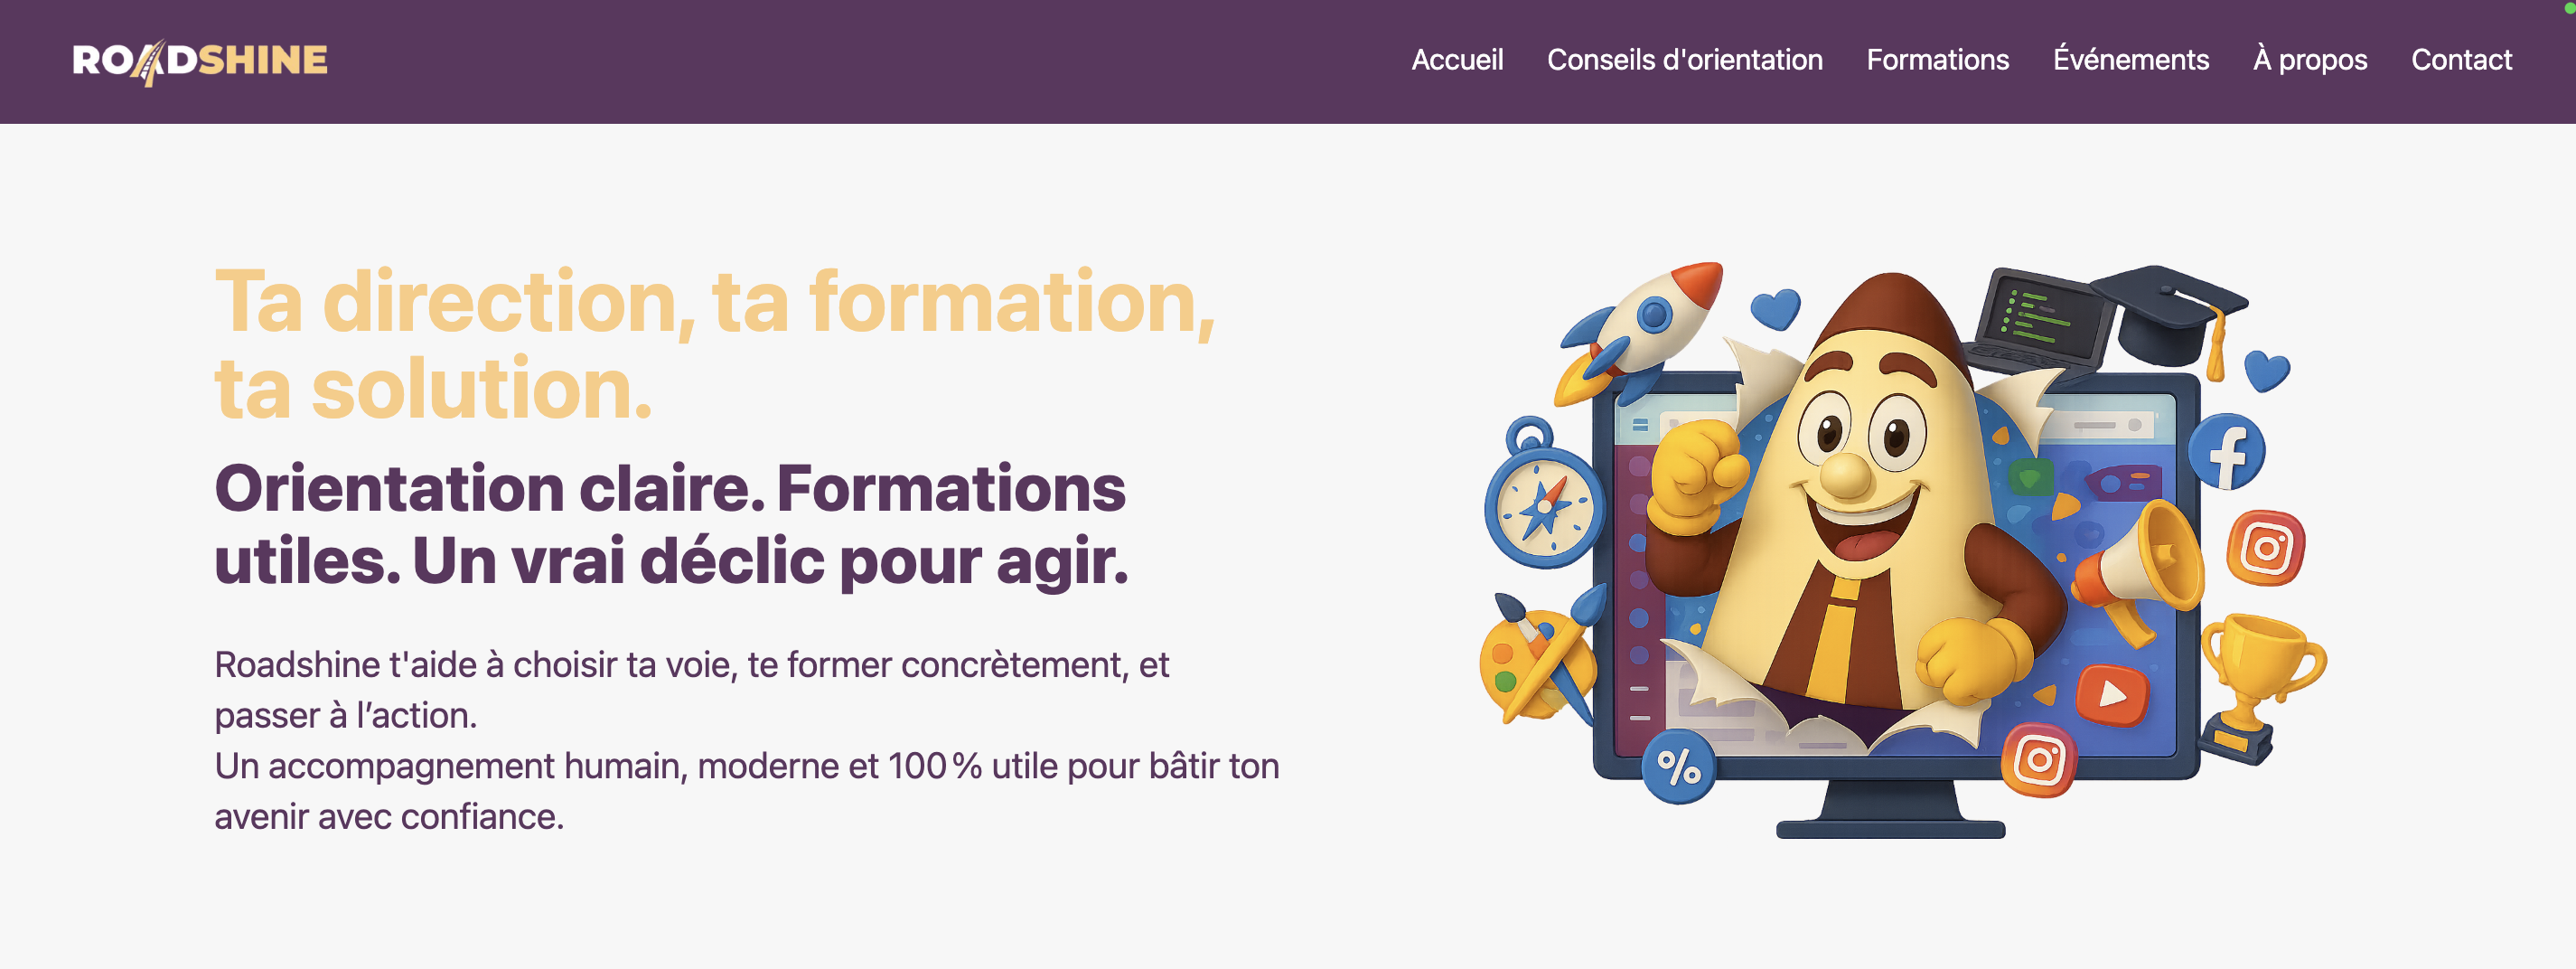 ROADSHINE
Accueil Conseils d'orientation Formations Événements À propos Contact
Ta direction, ta formation,
ta solution.
Orientation claire. Formations
utiles. Un vrai déclic pour agir.
Roadshine t'aide à choisir ta voie, te former concrètement, et
passer à l’action.
Un accompagnement humain, moderne et 100 % utile pour bâtir ton
avenir avec confiance.
f
%